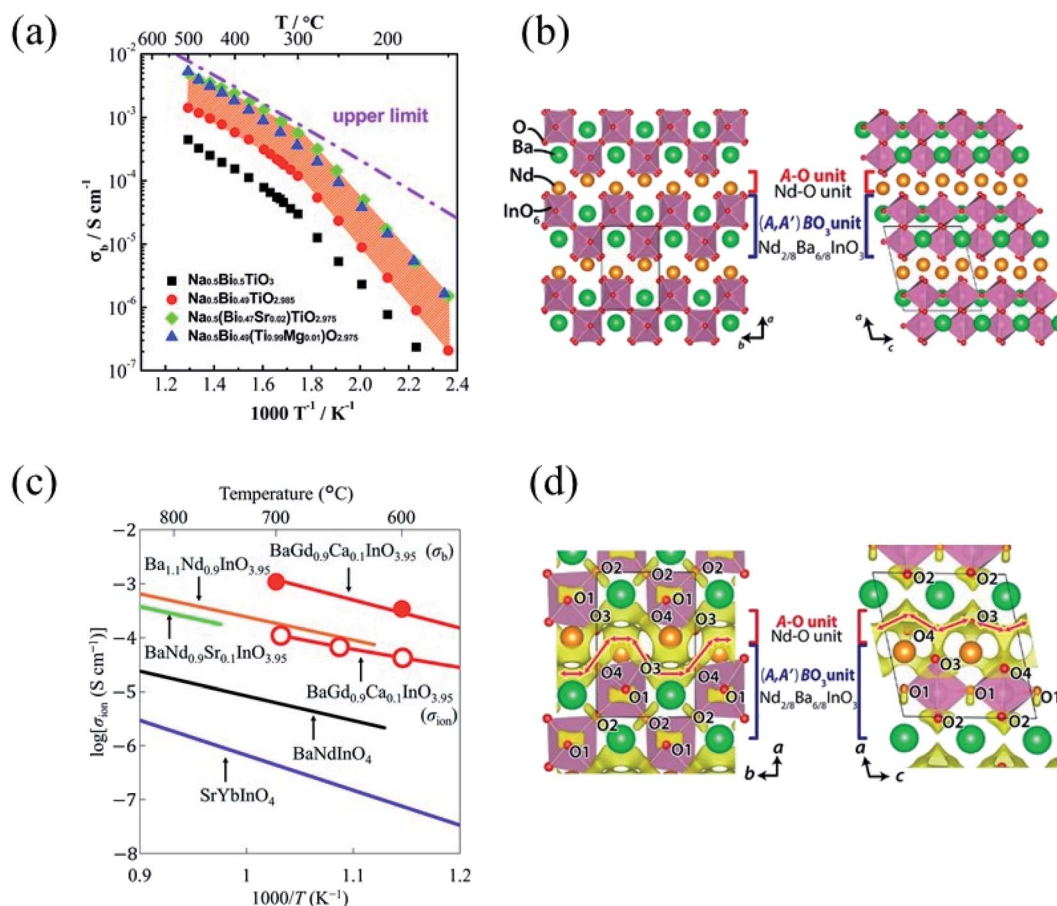 (a)
T / °C
600 500 400 300 200
10⁻²
10⁻³
10⁻⁴
10⁻⁵
10⁻⁶
10⁻⁷
σb / S cm⁻¹
upper limit
Na0.5Bi0.5TiO3
Na0.5Bi0.49TiO2.985
Na0.5(Bi0.47Sr0.02)TiO2.975
Na0.5Bi0.49(Ti0.99Mg0.01)O2.975
1.2 1.4 1.6 1.8 2.0 2.2 2.4
1000 T⁻¹ / K⁻¹
(b)
O
Ba
Nd
InO6
A-O unit
Nd-O unit
(A,A′) BO3 unit
Nd2/8Ba6/8InO3
a
b
a
c
(c)
Temperature (°C)
800 700 600
−2
−3
−4
−5
−6
−7
−8
log[σion (S cm⁻¹)]
BaGd0.9Ca0.1InO3.95 (σb)
Ba1.1Nd0.9InO3.95
BaNd0.9Sr0.1InO3.95
BaGd0.9Ca0.1InO3.95
(σion)
BaNdInO4
SrYbInO4
0.9 1 1.1 1.2
1000/T (K⁻¹)
(d)
O2 O2
O1 O1
O3
O4 O3 O4
O2 O2
O1 O1
A-O unit
Nd-O unit
(A,A′) BO3 unit
Nd2/8Ba6/8InO3
a
b
O2
O2
O3
O4
O3
O4
O1 O1 O1
O2 O2
a
c